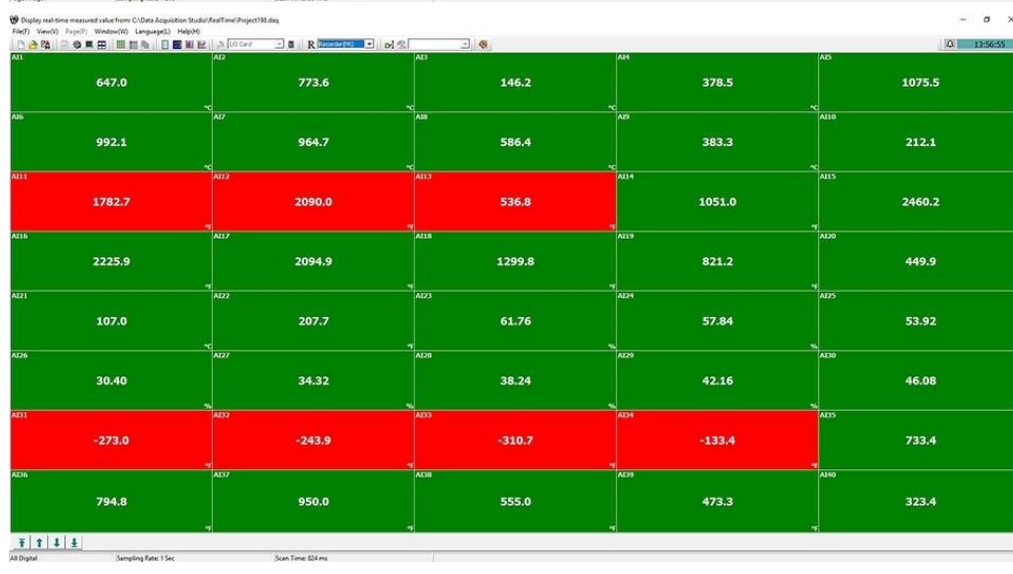 Display real-time measured value from: C:\Data Acquisition Studio\RealTime\Project198.daq
File(F) View(V) Page(P) Window(W) Language(L) Help(H)
I/O Card R Recorder(PR) 13:56:55
AI1 AI2 AI3 AI4 AI5
647.0 773.6 146.2 378.5 1075.5
°C °C °C °C
AI6 AI7 AI8 AI9 AI10
992.1 964.7 586.4 383.3 212.1
°C °C °C °C
AI11 AI12 AI13 AI14 AI15
1782.7 2090.0 536.8 1051.0 2460.2
°F °F °F °F
AI16 AI17 AI18 AI19 AI20
2225.9 2094.9 1299.8 821.2 449.9
°F °F °F °F
AI21 AI22 AI23 AI24 AI25
107.0 207.7 61.76 57.84 53.92
°C °F % %
AI26 AI27 AI28 AI29 AI30
30.40 34.32 38.24 42.16 46.08
% % % %
AI31 AI32 AI33 AI34 AI35
-273.0 -243.9 -310.7 -133.4 733.4
°F °F °F °F
AI36 AI37 AI38 AI39 AI40
794.8 950.0 555.0 473.3 323.4
°F °F °F °F
All Digital Sampling Rate: 1 Sec Scan Time: 824 ms